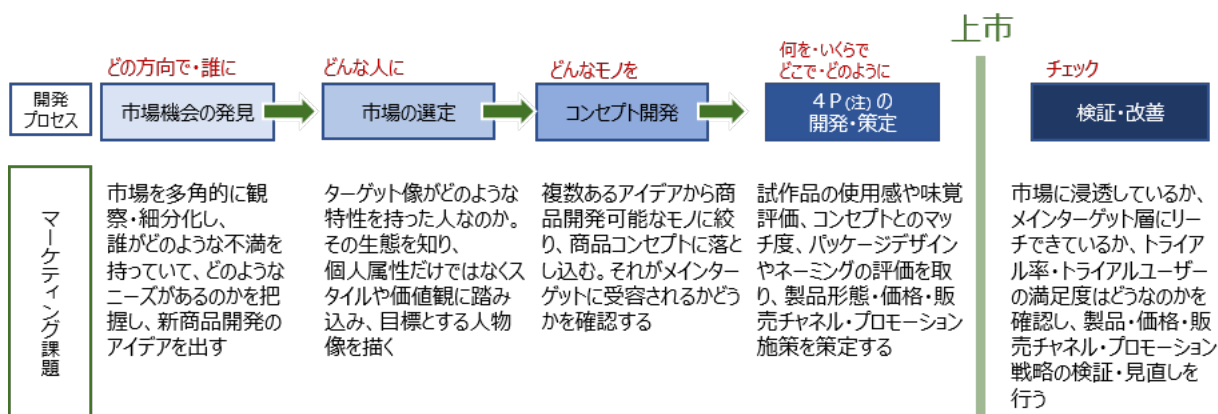 上市
どの方向で・誰に
どんな人に
どんなモノを
何を・いくらで
どこで・どのように
チェック
開発
プロセス
市場機会の発見
市場の選定
コンセプト開発
4P(注)の
開発・策定
検証・改善
マーケティング課題
市場を多角的に観
察・細分化し、
誰がどのような不満を
持っていて、どのような
ニーズがあるのかを把
握し、新商品開発の
アイデアを出す
ターゲット像がどのような
特性を持った人なのか。
その生態を知り、
個人属性だけではなくス
タイルや価値観に踏み
込み、目標とする人物
像を描く
複数あるアイデアから商
品開発可能なモノに絞
り、商品コンセプトに落と
し込む。それがメインター
ゲットに受容されるかどう
かを確認する
試作品の使用感や味覚
評価、コンセプトとのマッ
チ度、パッケージデザイン
やネーミングの評価を取
り、製品形態・価格・販
売チャネル・プロモーション
施策を策定する
市場に浸透しているか、
メインターゲット層にリー
チできているか、トライア
ル率・トライアルユーザー
の満足度はどうなのかを
確認し、製品・価格・販
売チャネル・プロモーション
戦略の検証・見直しを
行う